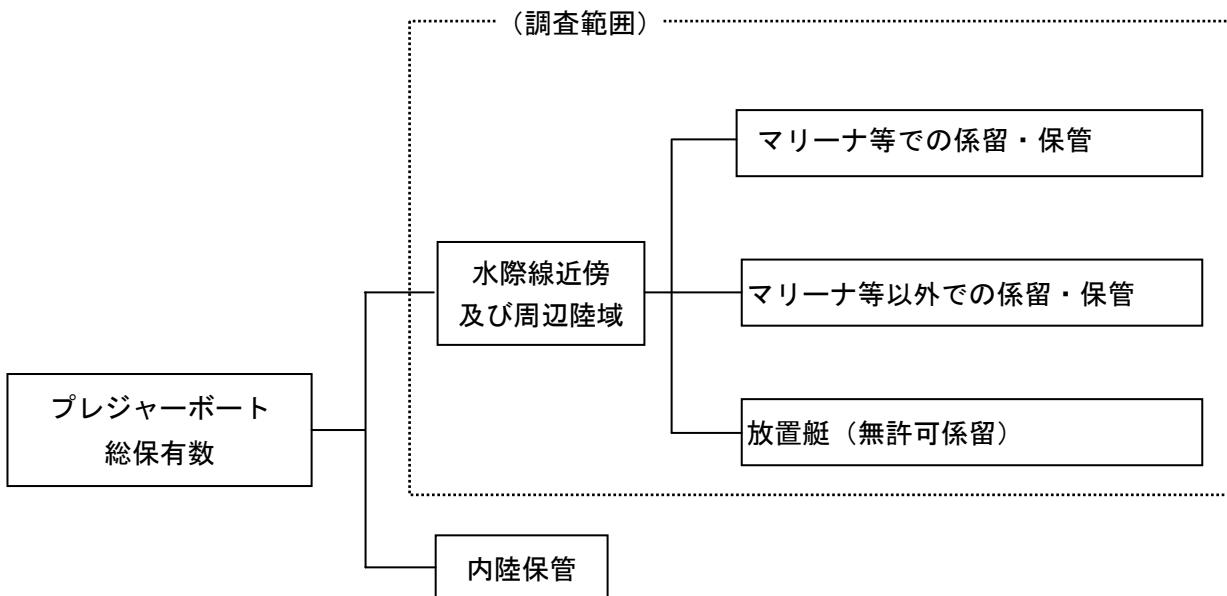 （調査範囲）
マリーナ等での係留・保管
水際線近傍
及び周辺陸域
マリーナ等以外での係留・保管
プレジャーボート
総保有数
放置艇（無許可係留）
内陸保管